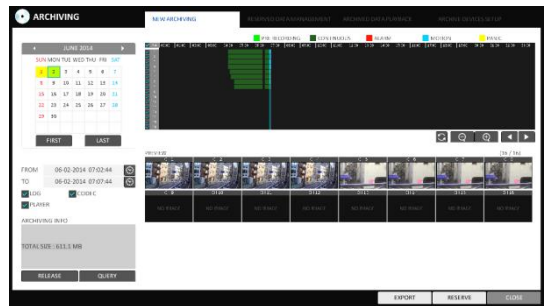 ARCHIVING
NEW ARCHIVING
RESERVED DATA MANAGEMENT
ARCHIVED DATA PLAYBACK
ARCHIVE DEVICES SETUP
PRE RECORDING
CONTINUOUS
ALARM
MOTION
PANIC
JUNE 2014
SUN MON TUE WED THU FRI SAT
1 2 3 4 5 6 7
8 9 10 11 12 13 14
15 16 17 18 19 20 21
22 23 24 25 26 27 28
29 30
FIRST
LAST
PREVIEW
[16 / 16]
FROM 06-02-2014 07:02:44
TO 06-02-2014 07:07:44
LOG
CODEC
PLAYER
NO IMAGE NO IMAGE NO IMAGE NO IMAGE NO IMAGE NO IMAGE NO IMAGE NO IMAGE
ARCHIVING INFO
TOTAL SIZE : 611.1 MB
RELEASE
QUERY
EXPORT
RESERVE
CLOSE